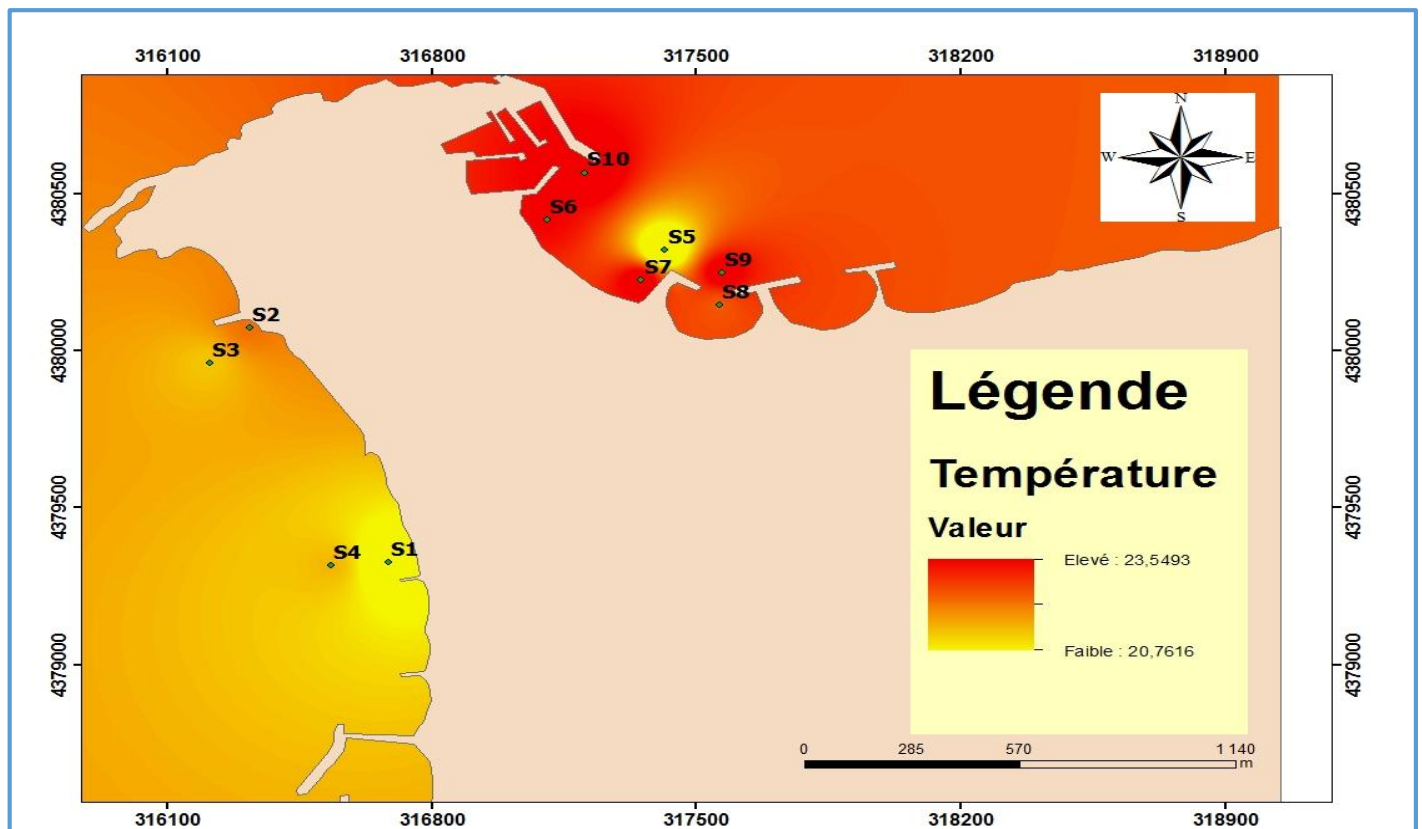 316100 316800 317500 318200 318900
N
W E
S
4380500 4380500
S10
S6
S5
S9
S7
S8
S2
S3
4380000 4380000
Légende
Température
Valeur
Elevé : 23,5493
Faible : 20,7616
4379500 4379500
S4 S1
4379000 4379000
0 285 570 1 140
m
316100 316800 317500 318200 318900